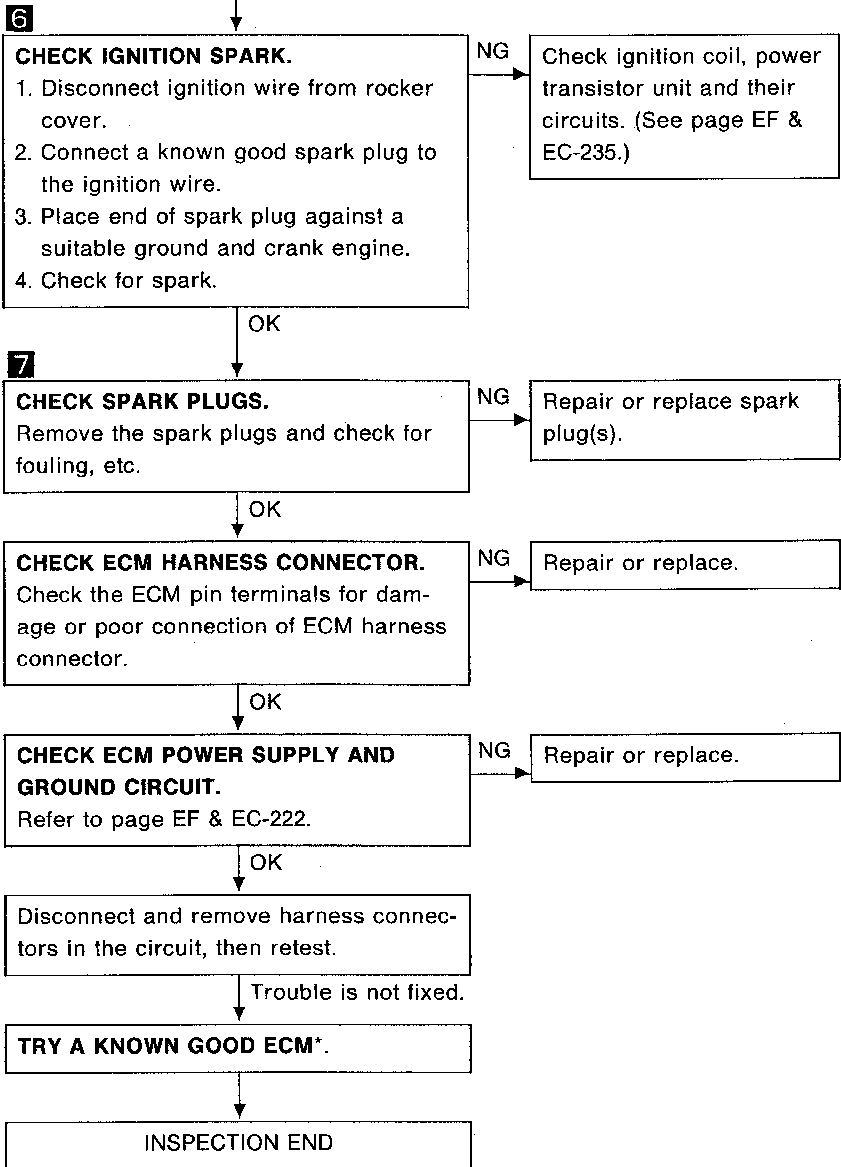 6
CHECK IGNITION SPARK.
1. Disconnect ignition wire from rocker
cover.
2. Connect a known good spark plug to
the ignition wire.
3. Place end of spark plug against a
suitable ground and crank engine.
4. Check for spark.
NG
Check ignition coil, power
transistor unit and their
circuits. (See page EF &
EC-235.)
OK
7
CHECK SPARK PLUGS.
Remove the spark plugs and check for
fouling, etc.
NG
Repair or replace spark
plug(s).
OK
CHECK ECM HARNESS CONNECTOR.
Check the ECM pin terminals for dam-
age or poor connection of ECM harness
connector.
NG
Repair or replace.
OK
CHECK ECM POWER SUPPLY AND
GROUND CIRCUIT.
Refer to page EF & EC-222.
NG
Repair or replace.
OK
Disconnect and remove harness connec-
tors in the circuit, then retest.
Trouble is not fixed.
TRY A KNOWN GOOD ECM*.
INSPECTION END